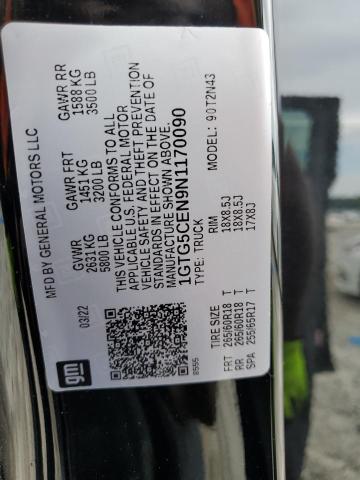 MFD BY GENERAL MOTORS LLC
03/22 GVWR GAWR FRT GAWR RR
2631 KG 1451 KG 1588 KG
5800 LB 3200 LB 3500 LB
THIS VEHICLE CONFORMS TO ALL
APPLICABLE U.S. FEDERAL MOTOR
VEHICLE SAFETY AND THEFT PREVENTION
STANDARDS IN EFFECT ON THE DATE OF
MANUFACTURE SHOWN ABOVE.
1GTG5CEN9N1170090
TYPE: TRUCK MODEL: 90T2N43
TIRE SIZE RIM
FRT 265/60R18 T 18X8.5J
RR 265/60R18 T 18X8.5J
SPA 255/65R17 T 17X8J
gm